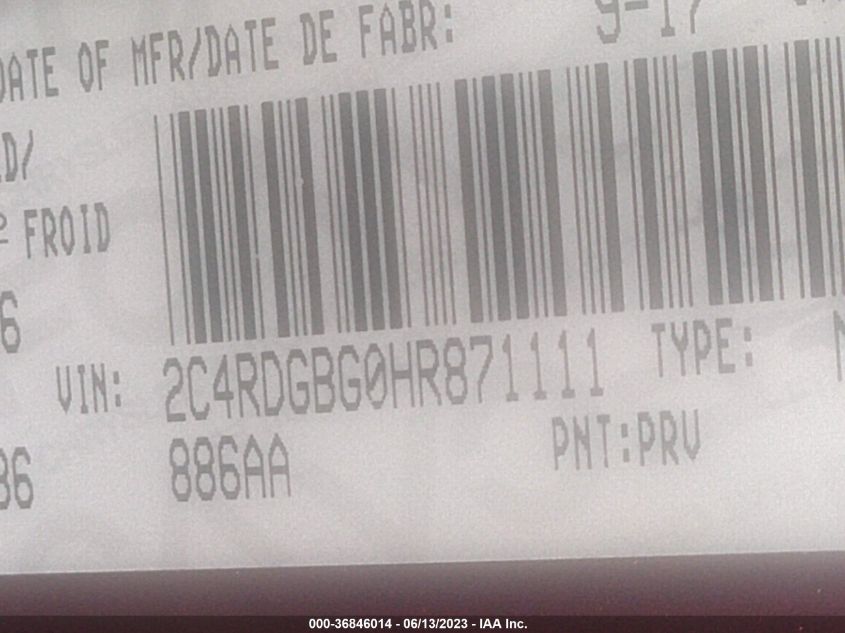 DATE OF MFR/DATE DE FABR: 9-17
FROID
6
VIN: 2C4RDGBG0HR871111 TYPE:
36 886AA PNT:PRV
000-36846014 - 06/13/2023 - IAA Inc.